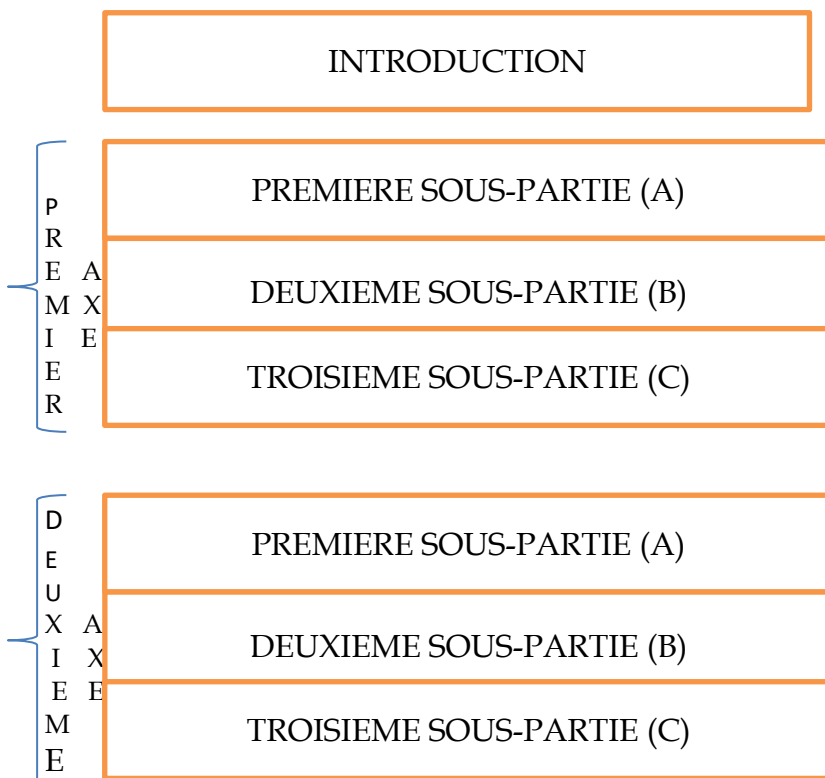 INTRODUCTION
PREMIER AXE
PREMIERE SOUS-PARTIE (A)
DEUXIEME SOUS-PARTIE (B)
TROISIEME SOUS-PARTIE (C)
DEUXIEME AXE
PREMIERE SOUS-PARTIE (A)
DEUXIEME SOUS-PARTIE (B)
TROISIEME SOUS-PARTIE (C)